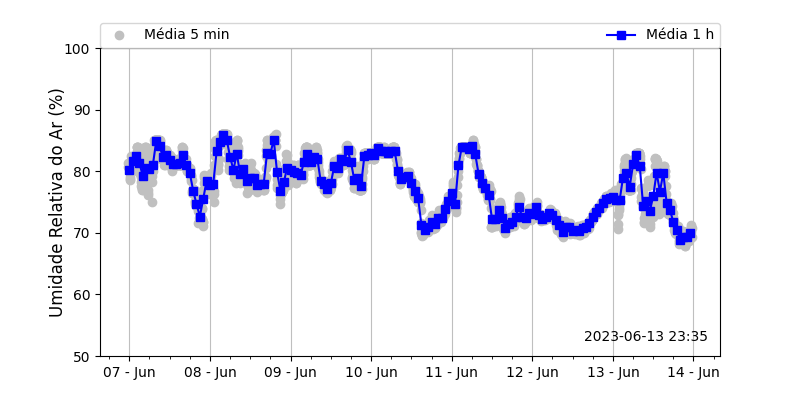 Média 5 min
Média 1 h
Umidade Relativa do Ar (%)
100
90
80
70
60
50
2023-06-13 23:35
07 - Jun
08 - Jun
09 - Jun
10 - Jun
11 - Jun
12 - Jun
13 - Jun
14 - Jun